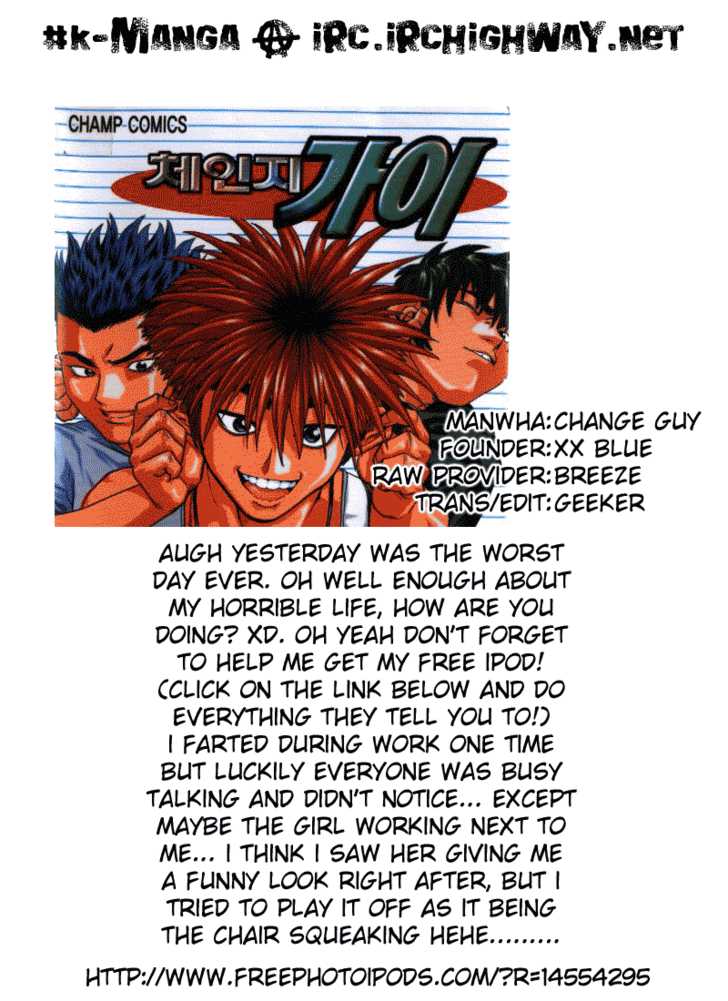 #K-MANGA @ IRC.IRCHIGHWAY.NET
CHAMP COMICS
체인지 가이
MANWHA:CHANGE GUY
FOUNDER:XX BLUE
RAW PROVIDER:BREEZE
TRANS/EDIT:GEEKER
AUGH YESTERDAY WAS THE WORST
DAY EVER. OH WELL ENOUGH ABOUT
MY HORRIBLE LIFE, HOW ARE YOU
DOING? XD. OH YEAH DON'T FORGET
TO HELP ME GET MY FREE IPOD!
(CLICK ON THE LINK BELOW AND DO
EVERYTHING THEY TELL YOU TO!)
I FARTED DURING WORK ONE TIME
BUT LUCKILY EVERYONE WAS BUSY
TALKING AND DIDN'T NOTICE... EXCEPT
MAYBE THE GIRL WORKING NEXT TO
ME... I THINK I SAW HER GIVING ME
A FUNNY LOOK RIGHT AFTER, BUT I
TRIED TO PLAY IT OFF AS IT BEING
THE CHAIR SQUEAKING HEHE.........
HTTP://WWW.FREEPHOTOIPODS.COM/?R=14554295